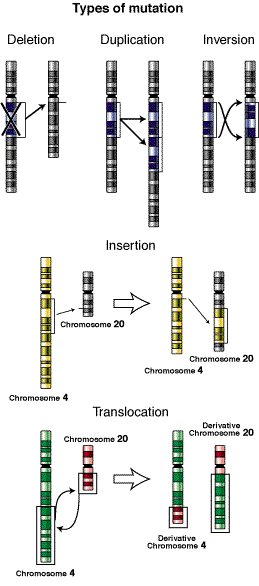 Types of mutation
Deletion
Duplication
Inversion
Insertion
Chromosome 20
Chromosome 4
Chromosome 20
Chromosome 4
Translocation
Chromosome 20
Derivative
Chromosome 20
Chromosome 4
Derivative
Chromosome 4